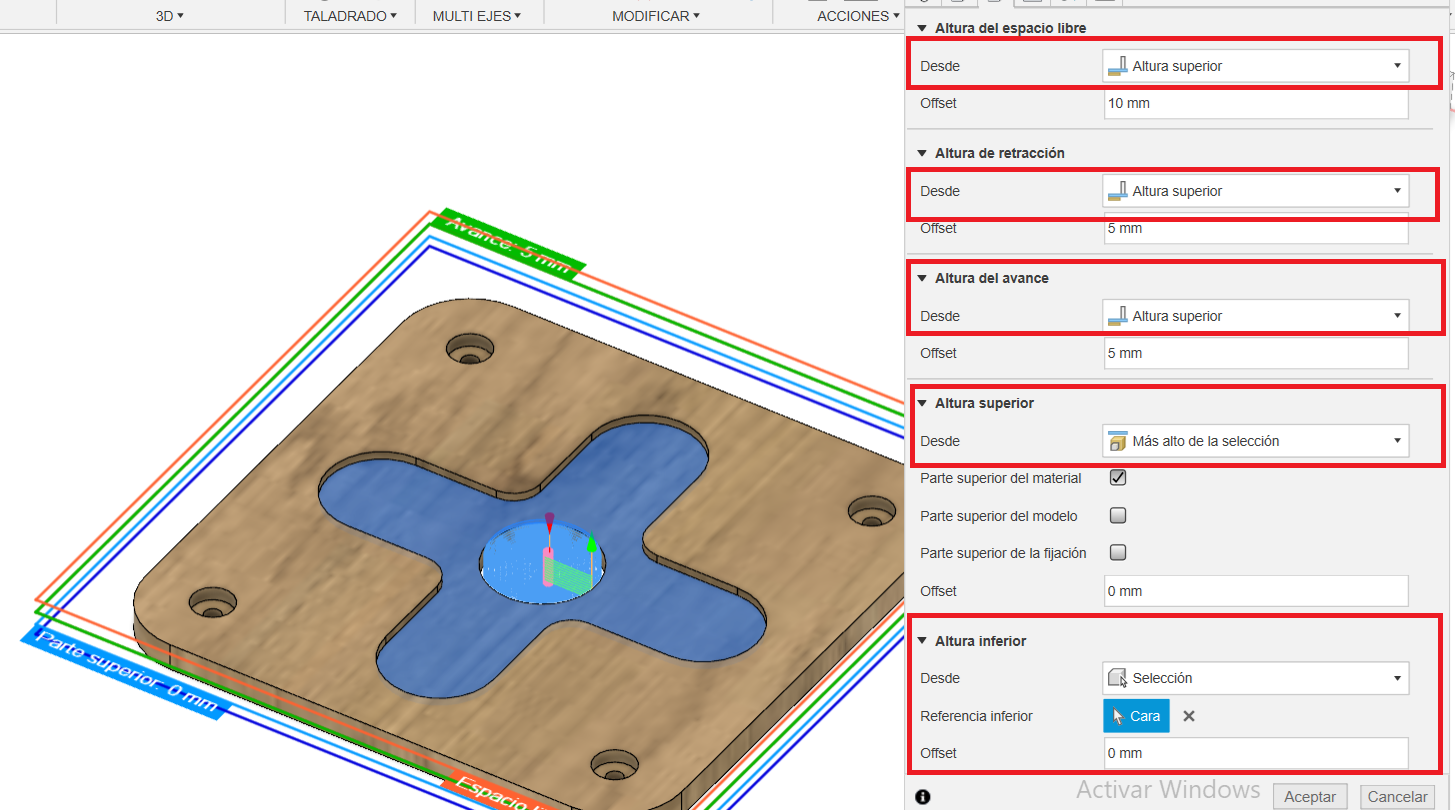 3D
TALADRADO
MULTI EJES
MODIFICAR
ACCIONES
Avance: 5 mm
Parte superior: 0 mm
Espacio
Altura del espacio libre
Desde Altura superior
Offset 10 mm
Altura de retracción
Desde Altura superior
Offset 5 mm
Altura del avance
Desde Altura superior
Offset 5 mm
Altura superior
Desde Más alto de la selección
Parte superior del material
Parte superior del modelo
Parte superior de la fijación
Offset 0 mm
Altura inferior
Desde Selección
Referencia inferior Cara
Offset 0 mm
Activar Windows
Aceptar Cancelar